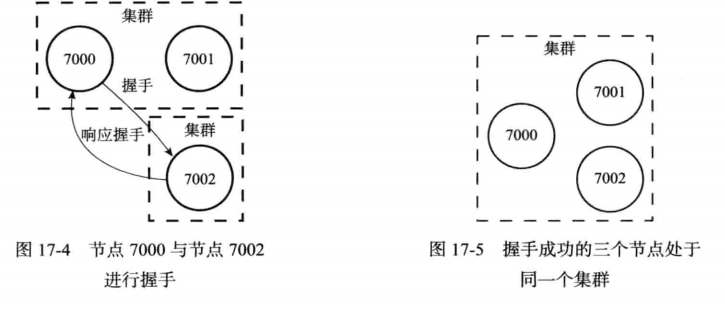 集群
7000
7001
握手
响应握手
集群
7002
图 17-4 节点 7000 与节点 7002
进行握手
集群
7001
7000
7002
图 17-5 握手成功的三个节点处于
同一个集群